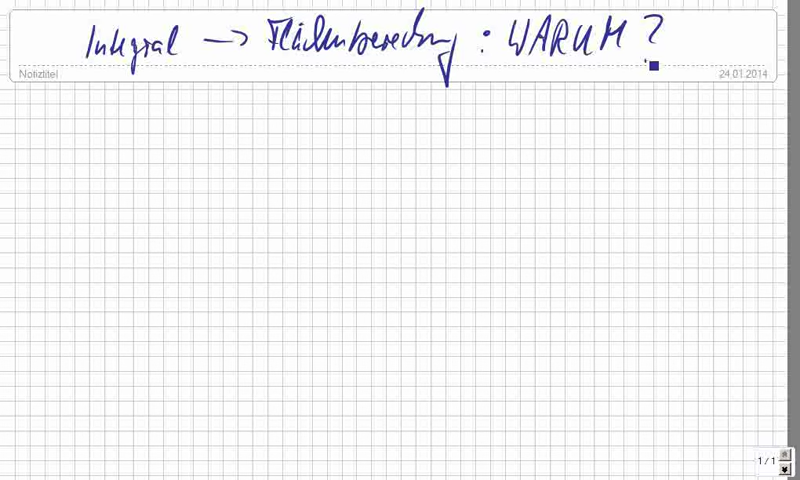 Integral → Flächenberechnung : WARUM ?
Notiztitel
24.01.2014
1 / 1